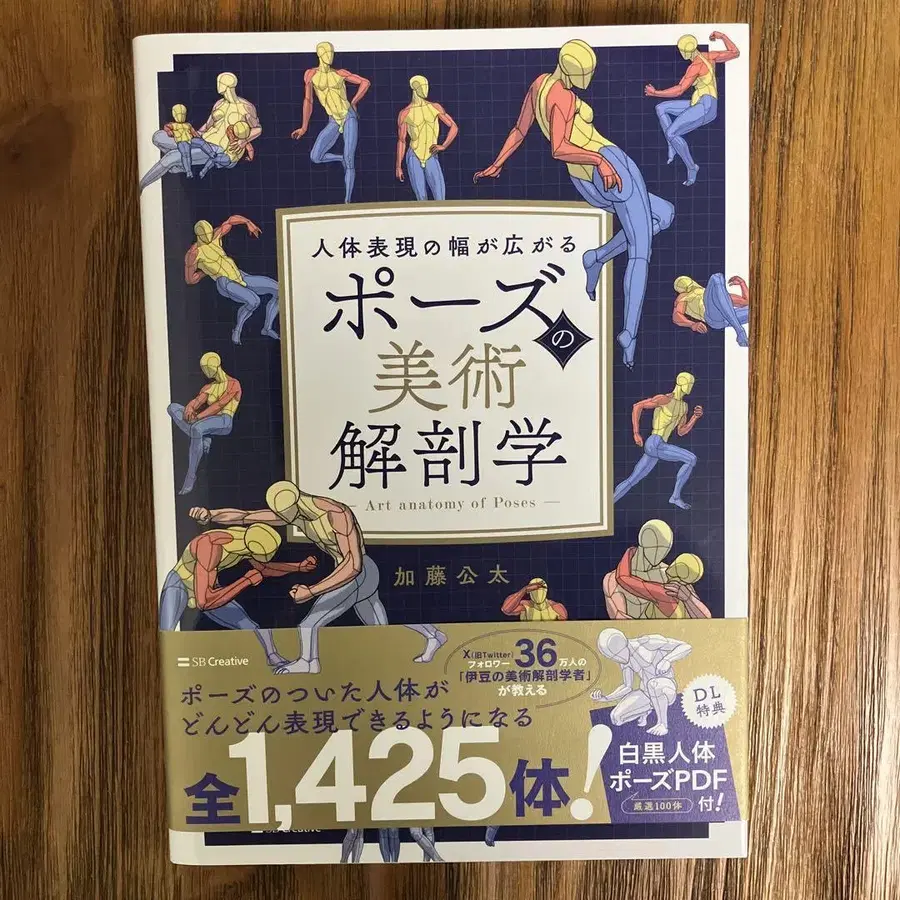 人体表現の幅が広がる
ポーズの
美術
解剖学
Art anatomy of Poses
加藤公太
SB Creative
X(旧Twitter)
フォロワー36万人の
「伊豆の美術解剖学者」
が教える
ポーズのついた人体が
どんどん表現できるようになる
全1,425体!
DL
特典
白黒人体
ポーズPDF
厳選100体
付!
SB Creative